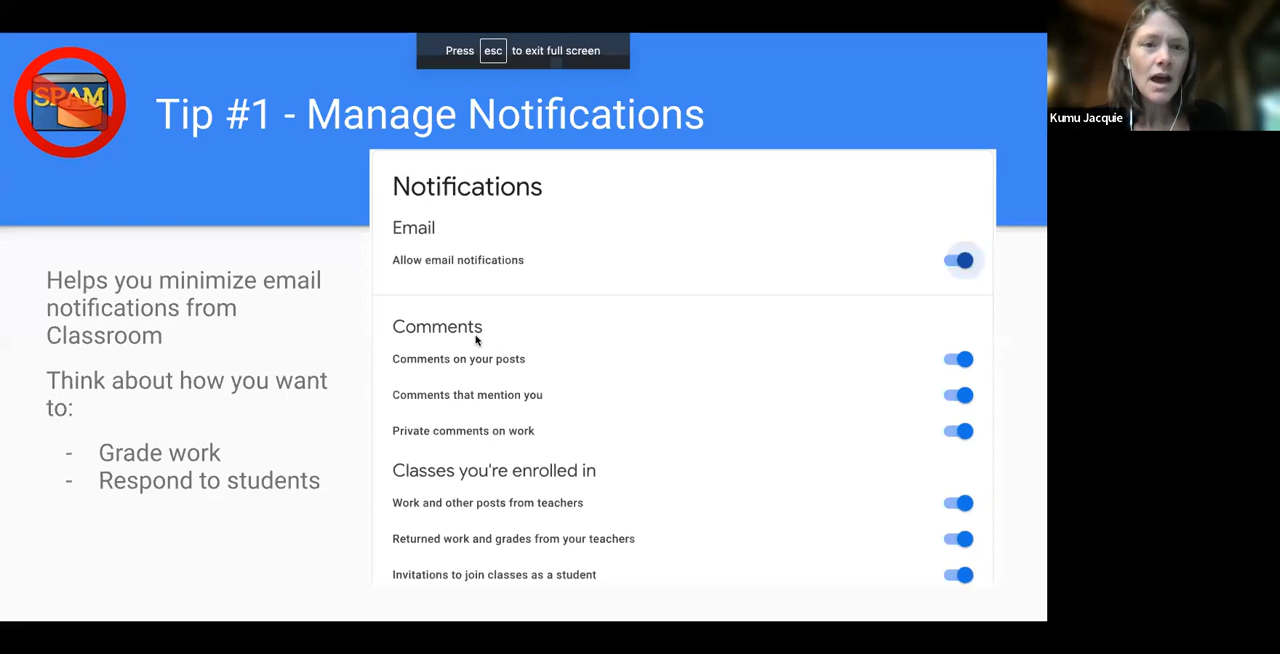 Press esc to exit full screen
SPAM
Tip #1 - Manage Notifications
Kumu Jacquie
Notifications
Email
Allow email notifications
Helps you minimize email
notifications from
Classroom
Think about how you want
to:
- Grade work
- Respond to students
Comments
Comments on your posts
Comments that mention you
Private comments on work
Classes you're enrolled in
Work and other posts from teachers
Returned work and grades from your teachers
Invitations to join classes as a student